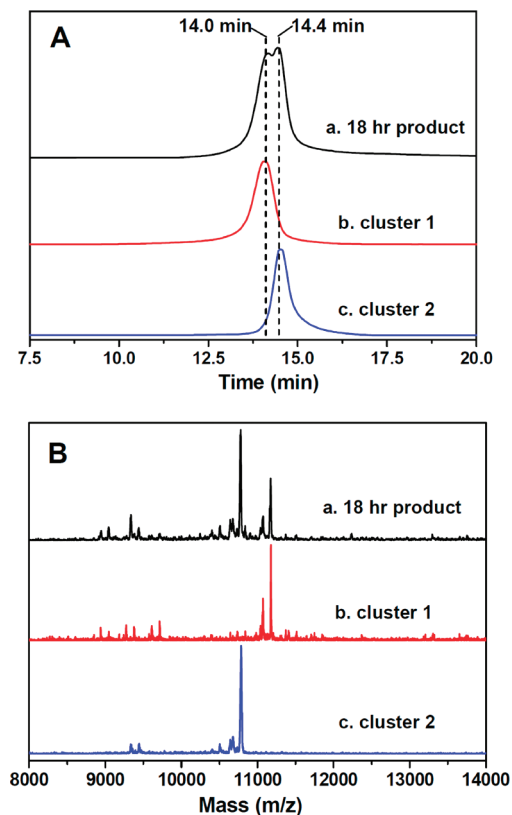 A
14.0 min
14.4 min
a. 18 hr product
b. cluster 1
c. cluster 2
7.5 10.0 12.5 15.0 17.5 20.0
Time (min)
B
a. 18 hr product
b. cluster 1
c. cluster 2
8000 9000 10000 11000 12000 13000 14000
Mass (m/z)